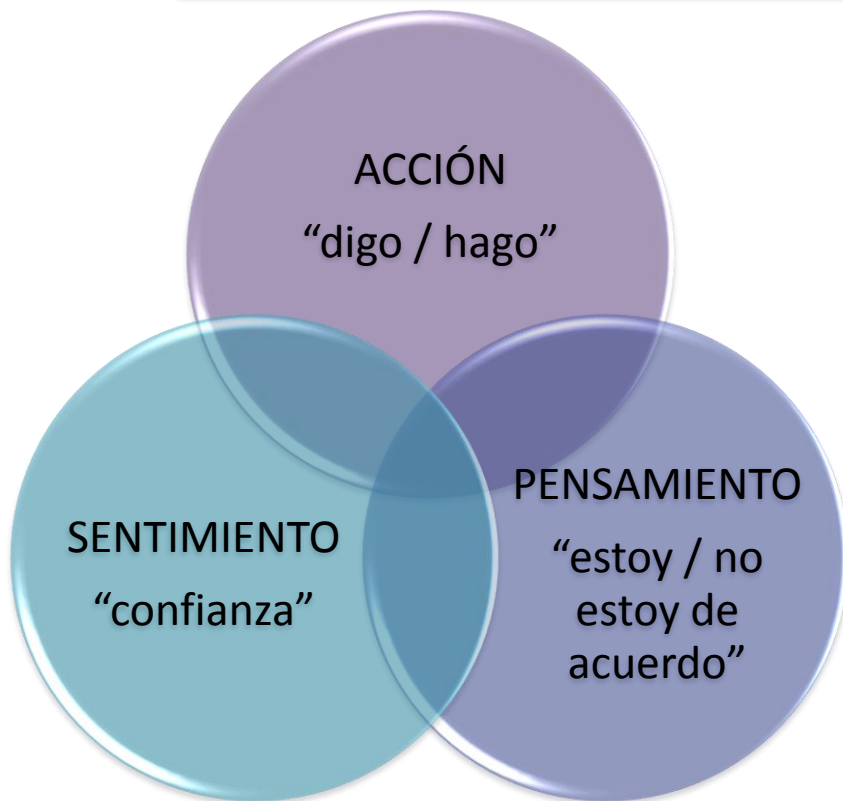 ACCIÓN
“digo / hago”
SENTIMIENTO
“confianza”
PENSAMIENTO
“estoy / no
estoy de
acuerdo”